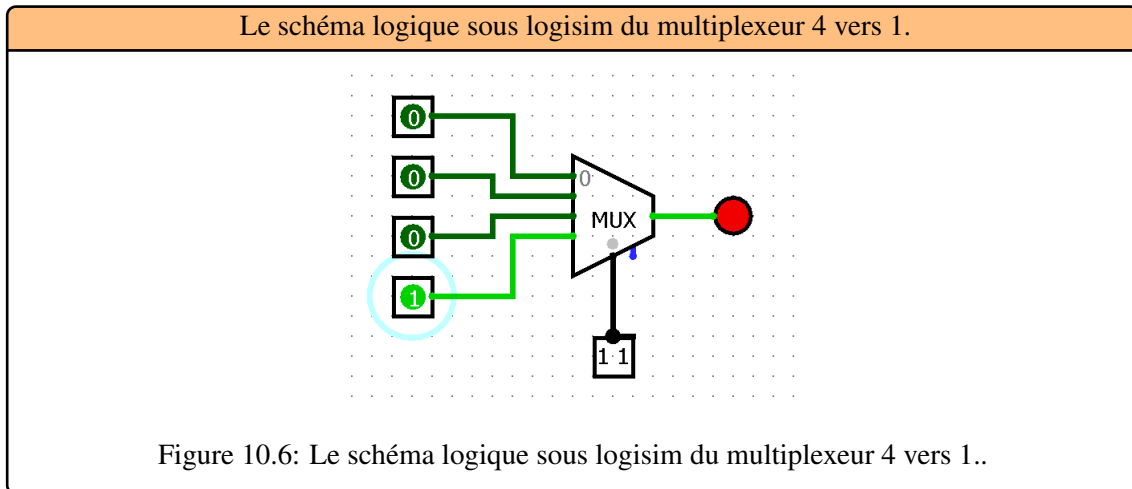 Le schéma logique sous logisim du multiplexeur 4 vers 1.
0
0
0
0
MUX
1
1 1
Figure 10.6: Le schéma logique sous logisim du multiplexeur 4 vers 1..